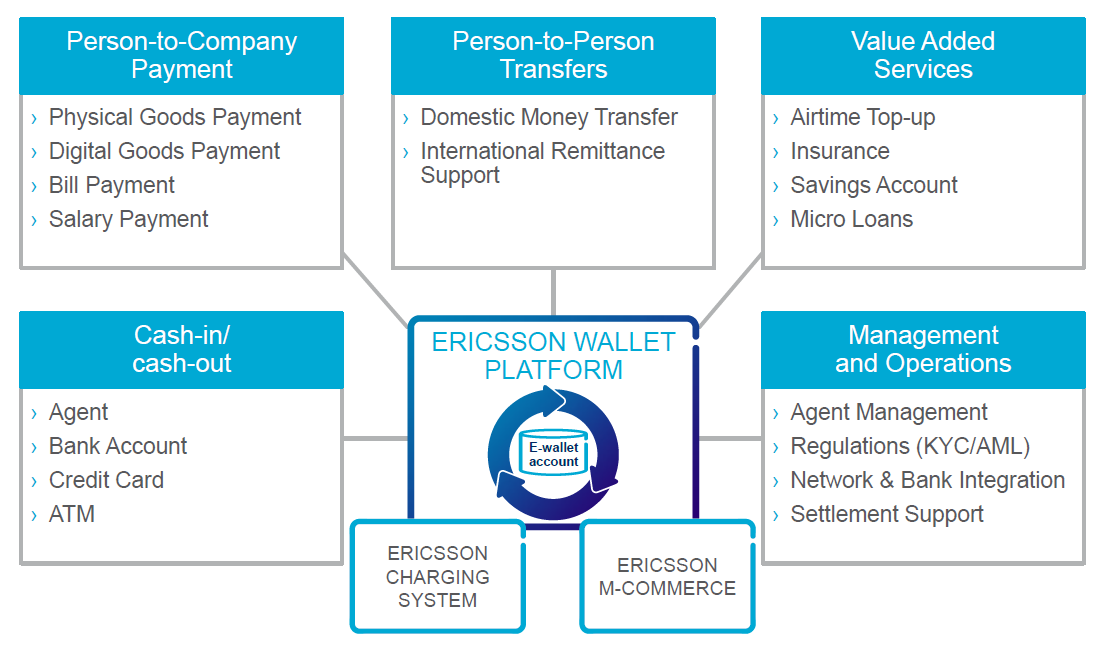 Person-to-Company
Payment
› Physical Goods Payment
› Digital Goods Payment
› Bill Payment
› Salary Payment
Person-to-Person
Transfers
› Domestic Money Transfer
› International Remittance
Support
Value Added
Services
› Airtime Top-up
› Insurance
› Savings Account
› Micro Loans
Cash-in/
cash-out
› Agent
› Bank Account
› Credit Card
› ATM
ERICSSON WALLET
PLATFORM
E-wallet
account
ERICSSON
CHARGING
SYSTEM
ERICSSON
M-COMMERCE
Management
and Operations
› Agent Management
› Regulations (KYC/AML)
› Network & Bank Integration
› Settlement Support